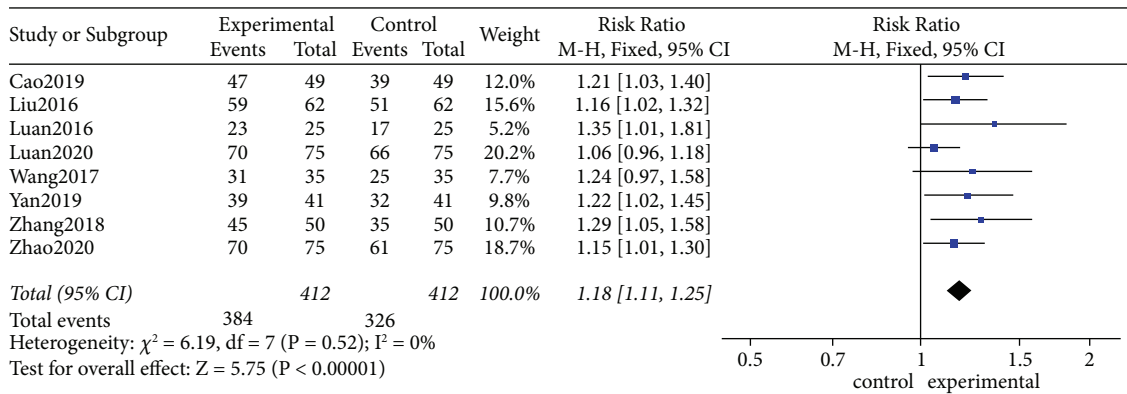 Study or Subgroup Experimental Control Weight Risk Ratio Risk Ratio
Events Total Events Total M-H, Fixed, 95% CI M-H, Fixed, 95% CI
Cao2019 47 49 39 49 12.0% 1.21 [1.03, 1.40]
Liu2016 59 62 51 62 15.6% 1.16 [1.02, 1.32]
Luan2016 23 25 17 25 5.2% 1.35 [1.01, 1.81]
Luan2020 70 75 66 75 20.2% 1.06 [0.96, 1.18]
Wang2017 31 35 25 35 7.7% 1.24 [0.97, 1.58]
Yan2019 39 41 32 41 9.8% 1.22 [1.02, 1.45]
Zhang2018 45 50 35 50 10.7% 1.29 [1.05, 1.58]
Zhao2020 70 75 61 75 18.7% 1.15 [1.01, 1.30]
Total (95% CI) 412 412 100.0% 1.18 [1.11, 1.25]
Total events 384 326
Heterogeneity: χ² = 6.19, df = 7 (P = 0.52); I² = 0%
Test for overall effect: Z = 5.75 (P < 0.00001)
0.5 0.7 1 1.5 2
control experimental